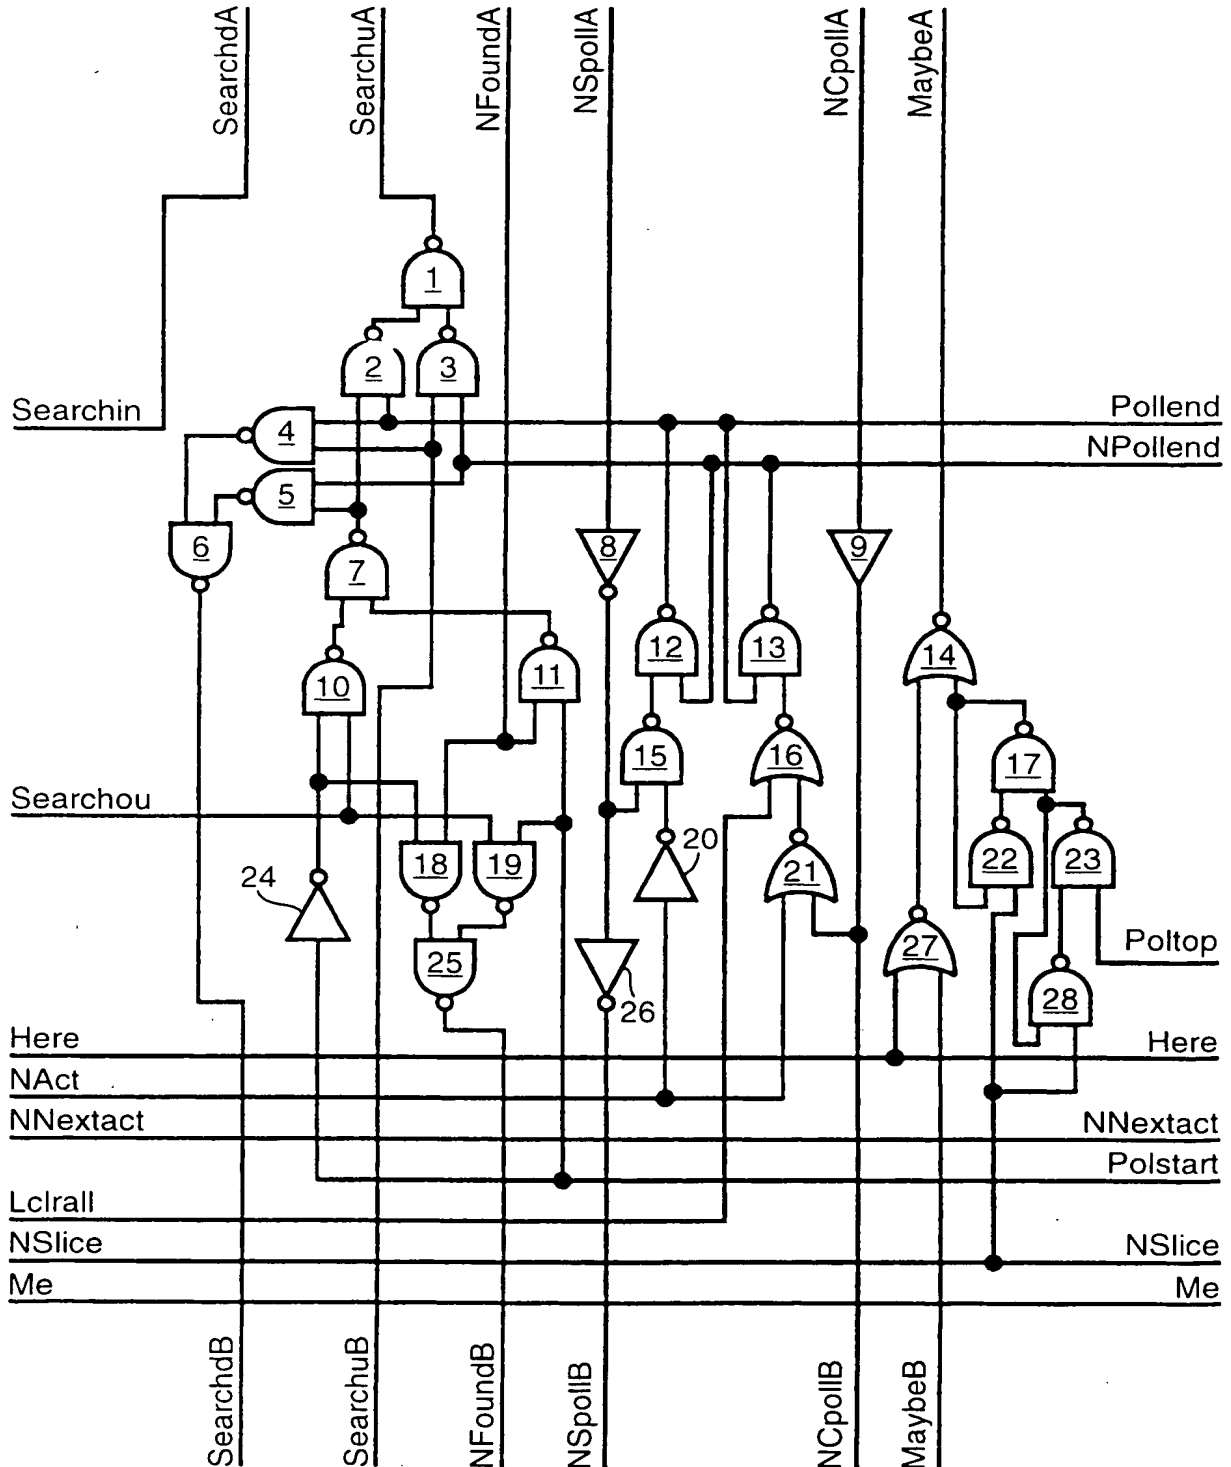 SearchdA
SearchuA
NFoundA
NSpollA
NCpollA
MaybeA
1
2
3
Searchin
Pollend
4
NPollend
5
6
8
9
7
12
13
14
10
11
15
16
17
Searchou
20
22
23
18
19
21
24
Poltop
25
27
26
28
Here
Here
NAct
NNextact
NNextact
Polstart
Lclrall
NSlice
NSlice
Me
Me
SearchdB
SearchuB
NFoundB
NSpollB
NCpollB
MaybeB